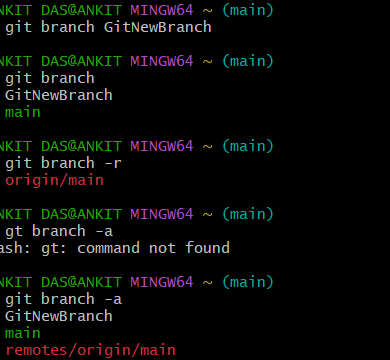 NKIT DAS@ANKIT MINGW64 ~ (main)
git branch GitNewBranch
NKIT DAS@ANKIT MINGW64 ~ (main)
git branch
GitNewBranch
main
NKIT DAS@ANKIT MINGW64 ~ (main)
git branch -r
origin/main
NKIT DAS@ANKIT MINGW64 ~ (main)
gt branch -a
ash: gt: command not found
NKIT DAS@ANKIT MINGW64 ~ (main)
git branch -a
GitNewBranch
main
remotes/origin/main